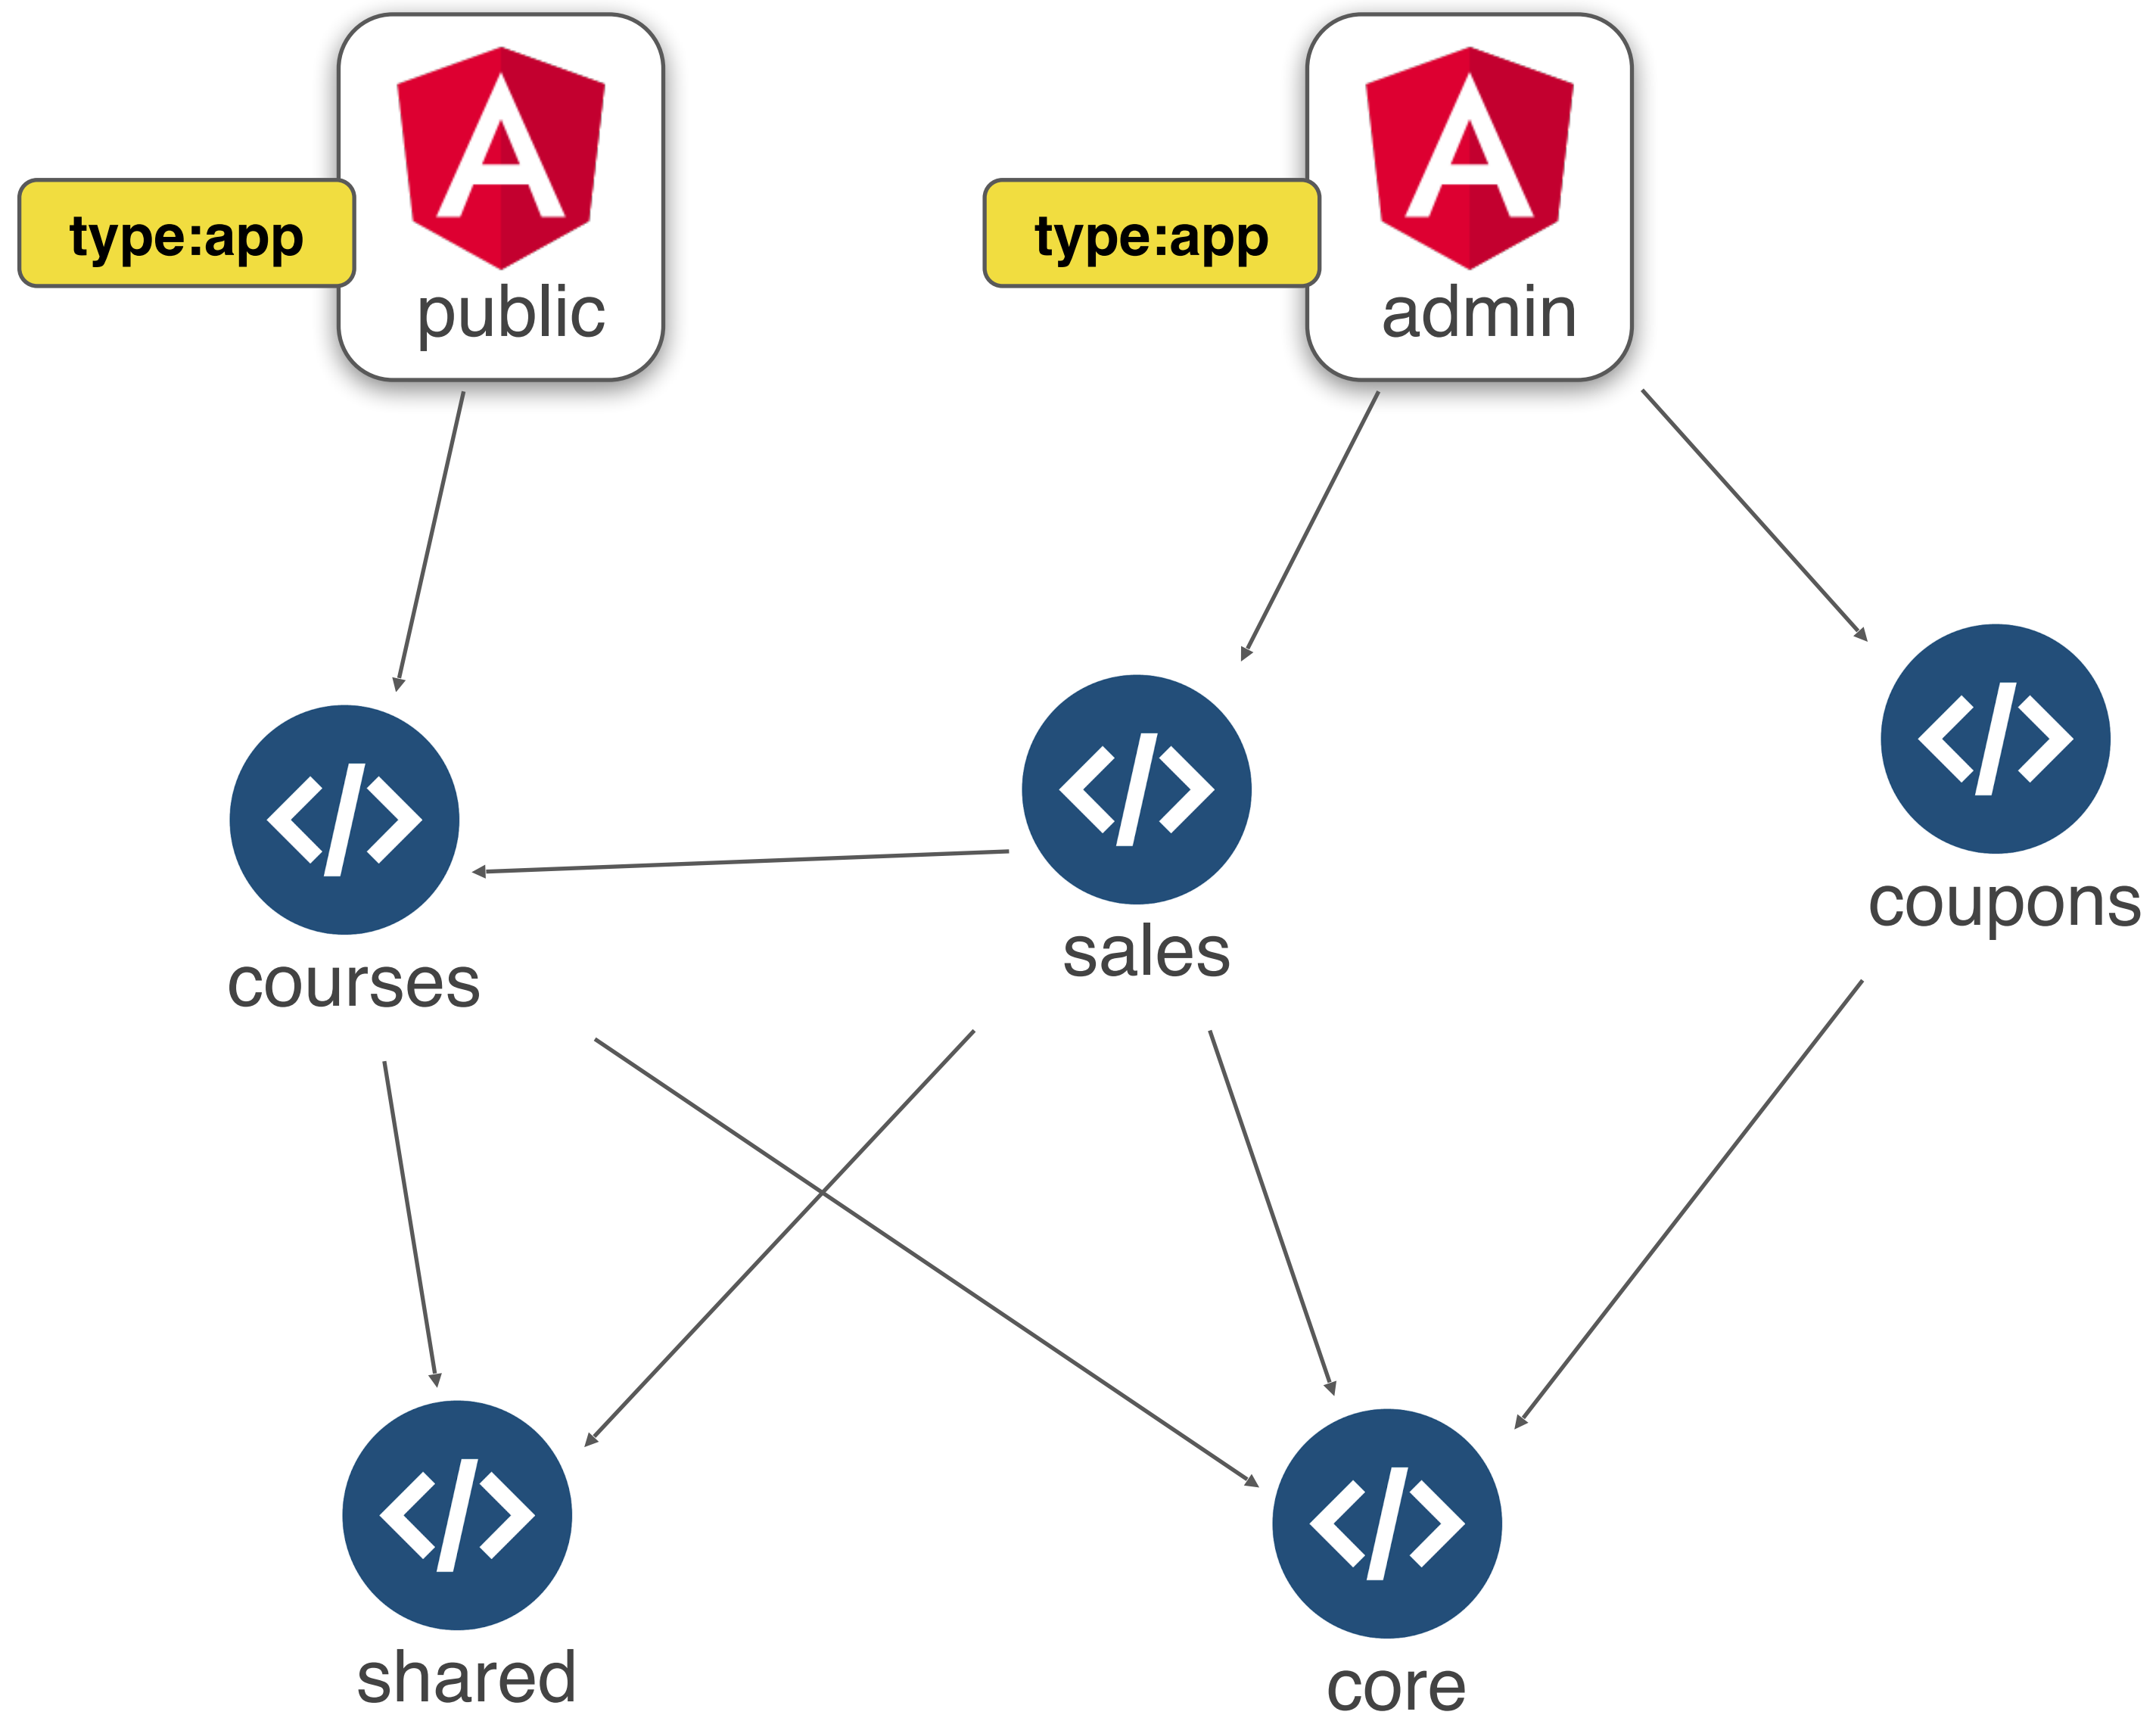 type:app
public
type:app
admin
courses
sales
coupons
shared
core